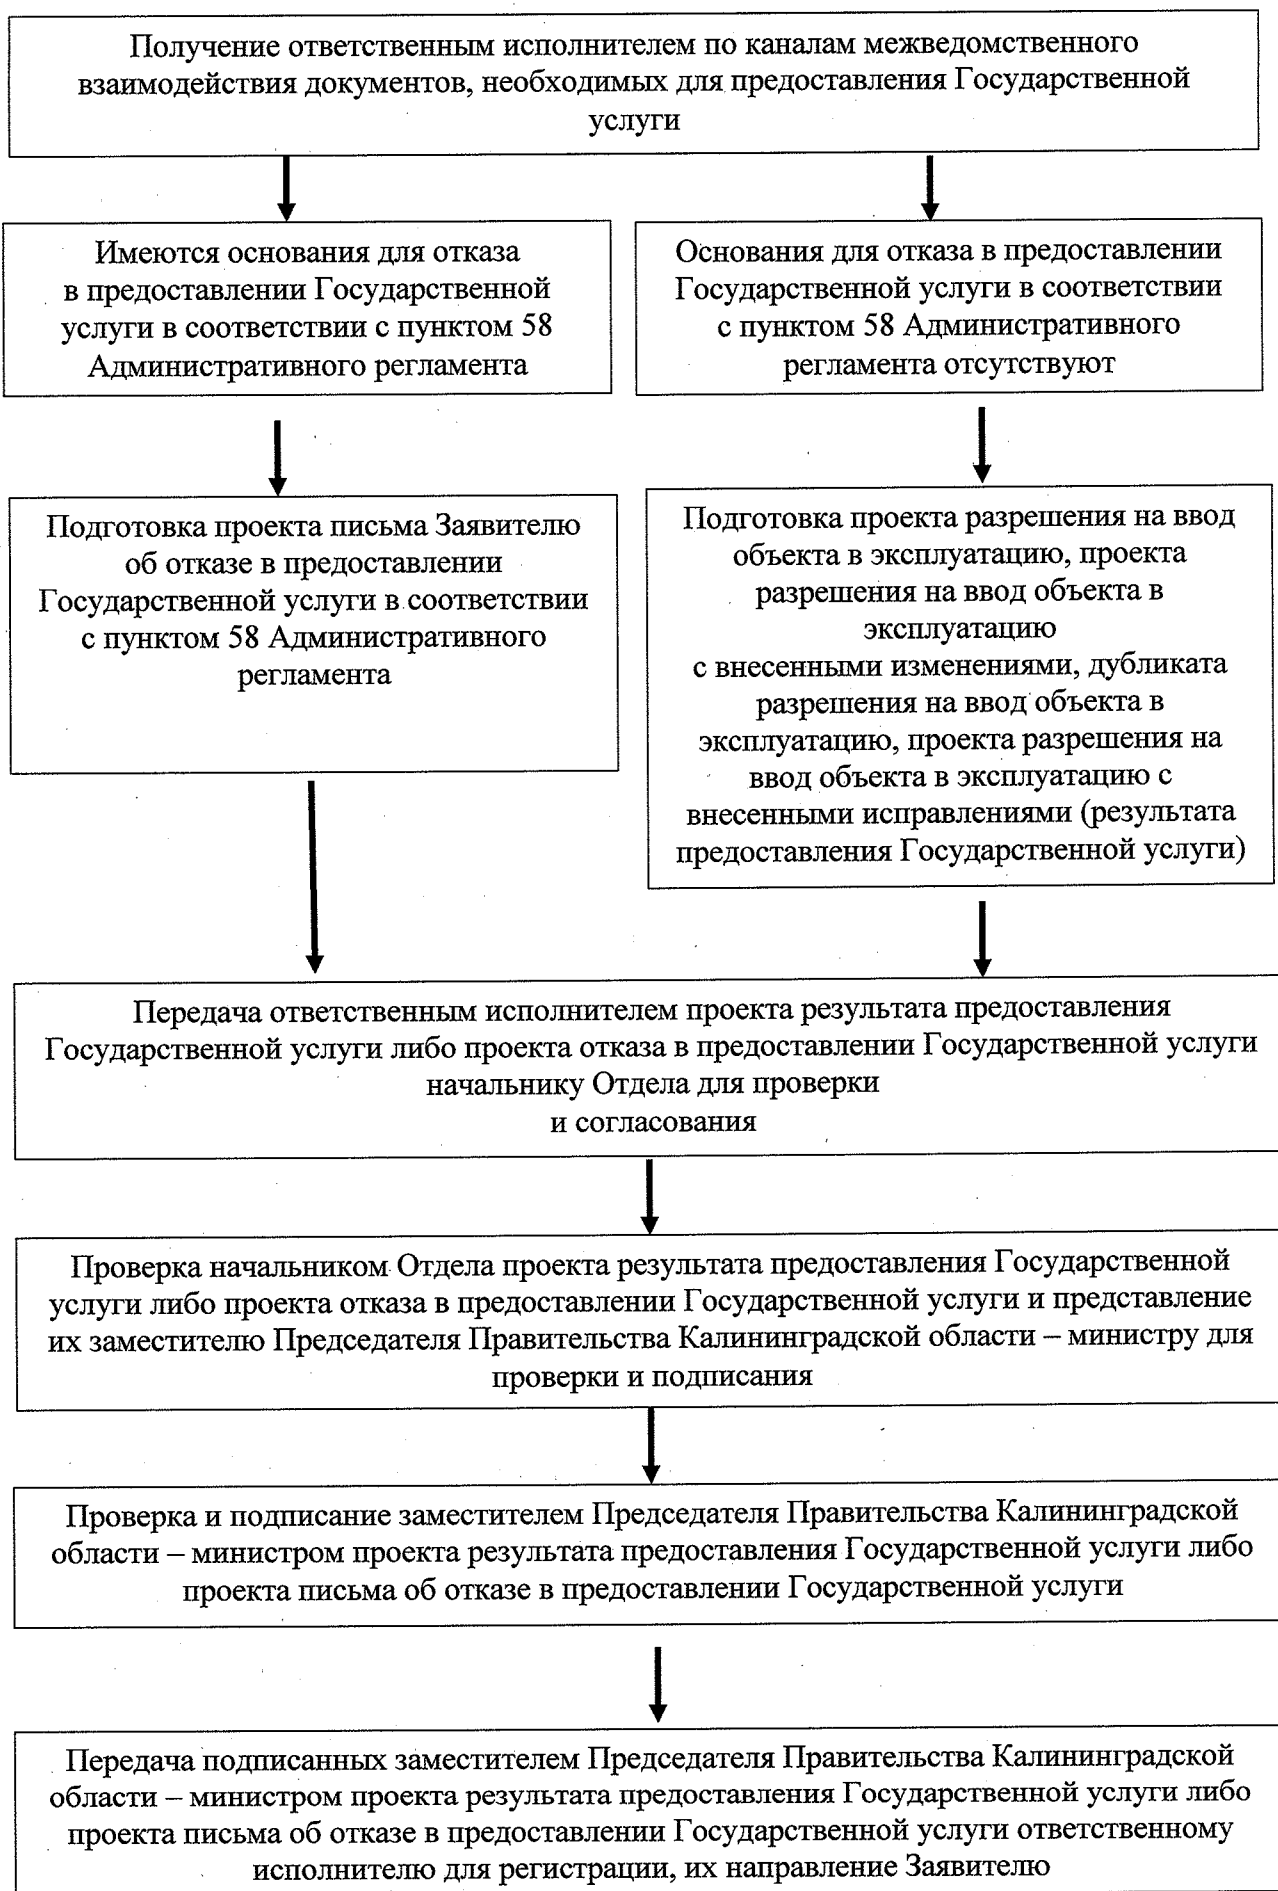 Получение ответственным исполнителем по каналам межведомственного
взаимодействия документов, необходимых для предоставления Государственной
услуги
Имеются основания для отказа
в предоставлении Государственной
услуги в соответствии с пунктом 58
Административного регламента
Основания для отказа в предоставлении
Государственной услуги в соответствии
с пунктом 58 Административного
регламента отсутствуют
Подготовка проекта письма Заявителю
об отказе в предоставлении
Государственной услуги в соответствии
с пунктом 58 Административного
регламента
Подготовка проекта разрешения на ввод
объекта в эксплуатацию, проекта
разрешения на ввод объекта в
эксплуатацию
с внесенными изменениями, дубликата
разрешения на ввод объекта в
эксплуатацию, проекта разрешения на
ввод объекта в эксплуатацию с
внесенными исправлениями (результата
предоставления Государственной услуги)
Передача ответственным исполнителем проекта результата предоставления
Государственной услуги либо проекта отказа в предоставлении Государственной услуги
начальнику Отдела для проверки
и согласования
Проверка начальником Отдела проекта результата предоставления Государственной
услуги либо проекта отказа в предоставлении Государственной услуги и представление
их заместителю Председателя Правительства Калининградской области – министру для
проверки и подписания
Проверка и подписание заместителем Председателя Правительства Калининградской
области – министром проекта результата предоставления Государственной услуги либо
проекта письма об отказе в предоставлении Государственной услуги
Передача подписанных заместителем Председателя Правительства Калининградской
области – министром проекта результата предоставления Государственной услуги либо
проекта письма об отказе в предоставлении Государственной услуги ответственному
исполнителю для регистрации, их направление Заявителю